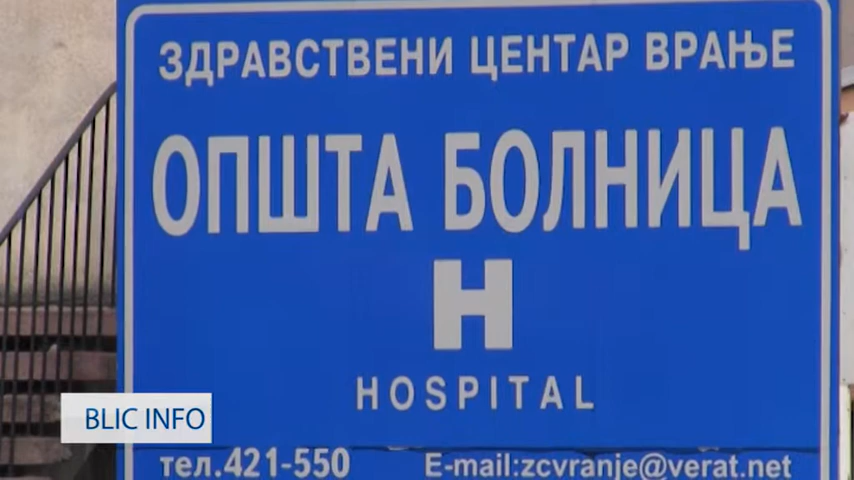 ЗДРАВСТВЕНИ ЦЕНТАР ВРАЊЕ
ОПШТА БОЛНИЦА
H
HOSPITAL
BLIC INFO
тел.421-550 E-mail:zcvranje@verat.net